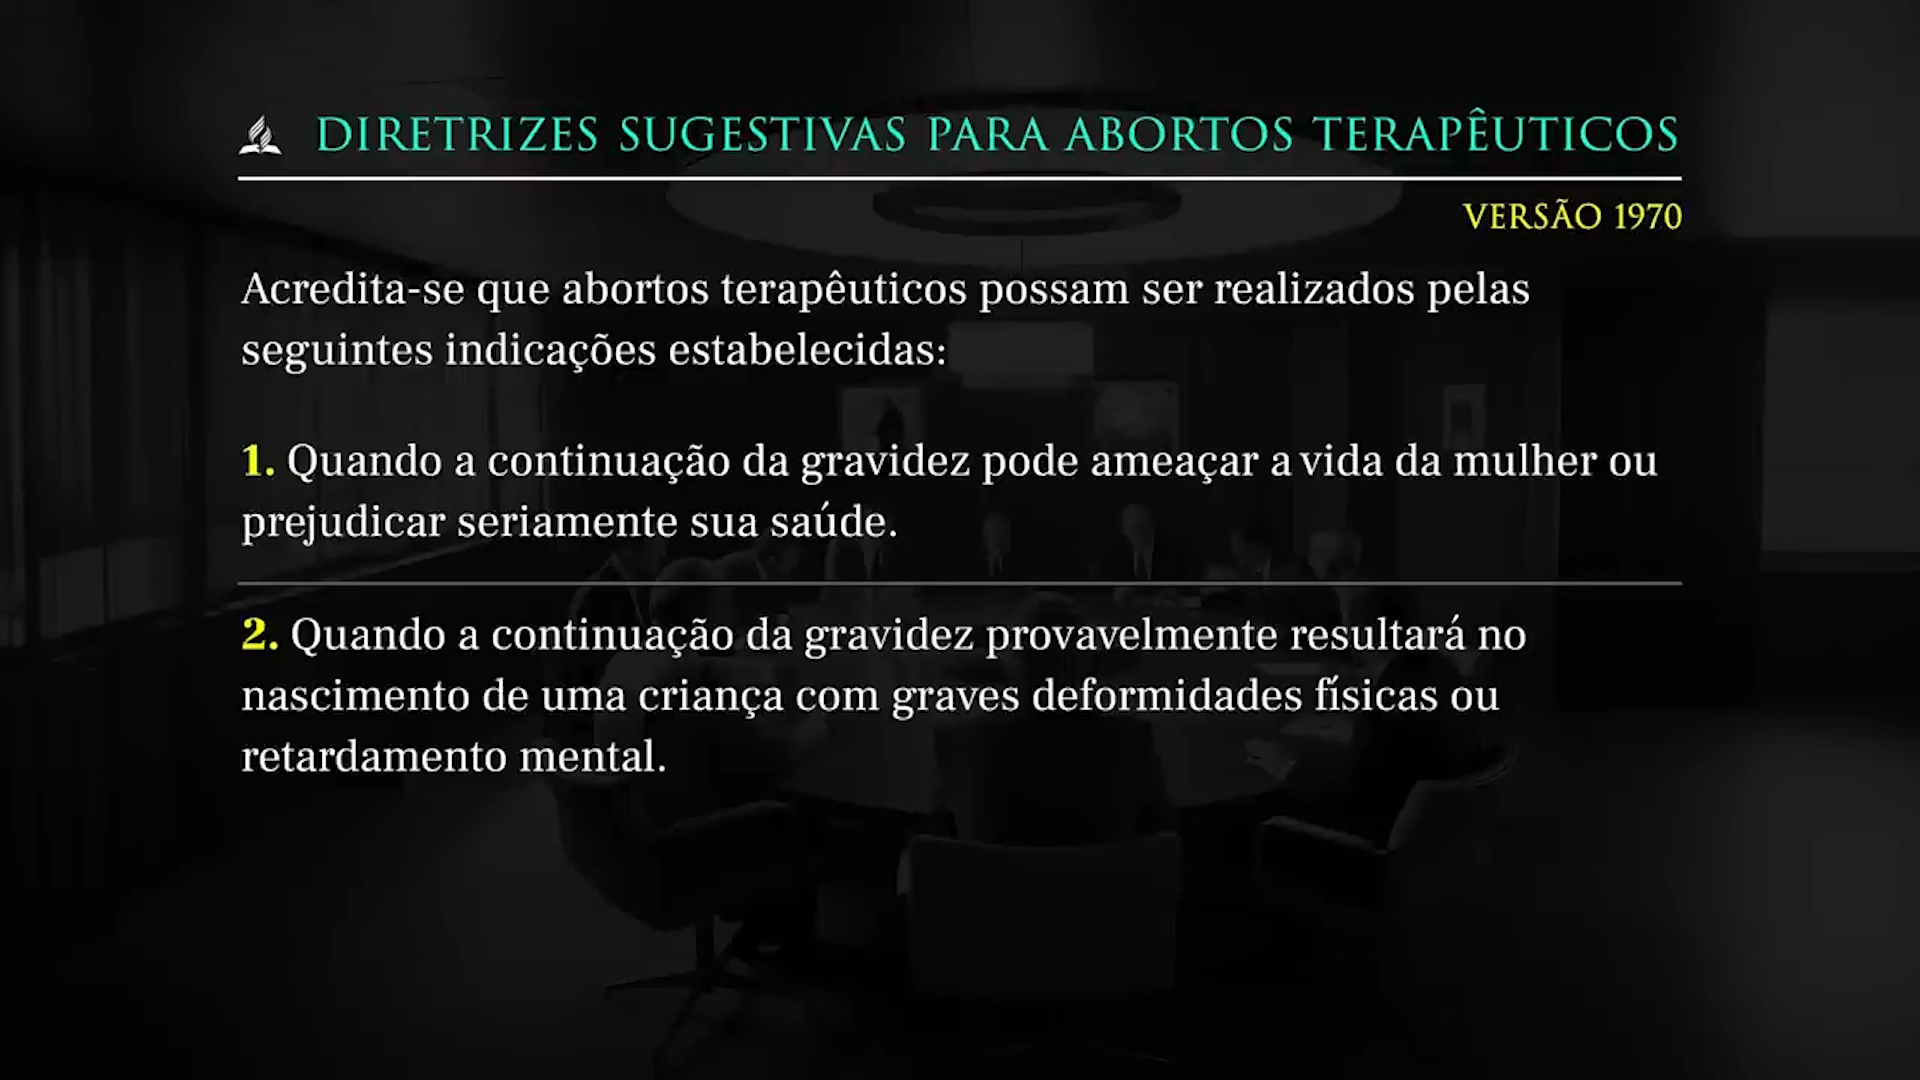 DIRETRIZES SUGESTIVAS PARA ABORTOS TERAPÊUTICOS
VERSÃO 1970
Acredita-se que abortos terapêuticos possam ser realizados pelas
seguintes indicações estabelecidas:
1. Quando a continuação da gravidez pode ameaçar a vida da mulher ou
prejudicar seriamente sua saúde.
2. Quando a continuação da gravidez provavelmente resultará no
nascimento de uma criança com graves deformidades físicas ou
retardamento mental.